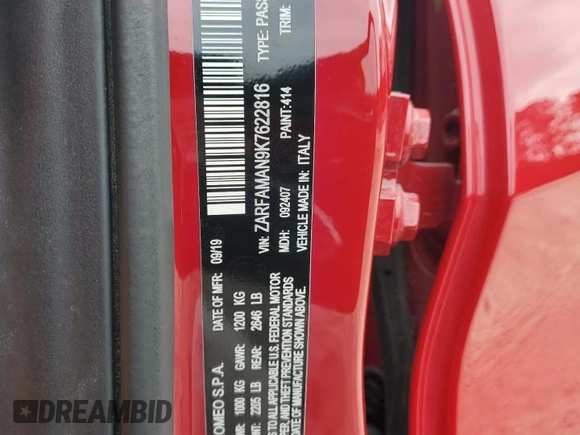 ROMEO S.P.A. DATE OF MFR: 09/19
1000 KG GAWR: 1200 KG
2205 LB REAR: 2646 LB
TO ALL APPLICABLE U.S. FEDERAL MOTOR
AND THEFT PREVENTION STANDARDS
DATE OF MANUFACTURE SHOWN ABOVE.
VIN: ZARFAMAN9K7622816 TYPE: PASS
MDH: 092407 PAINT:414 TRIM:
VEHICLE MADE IN: ITALY
DREAMBID